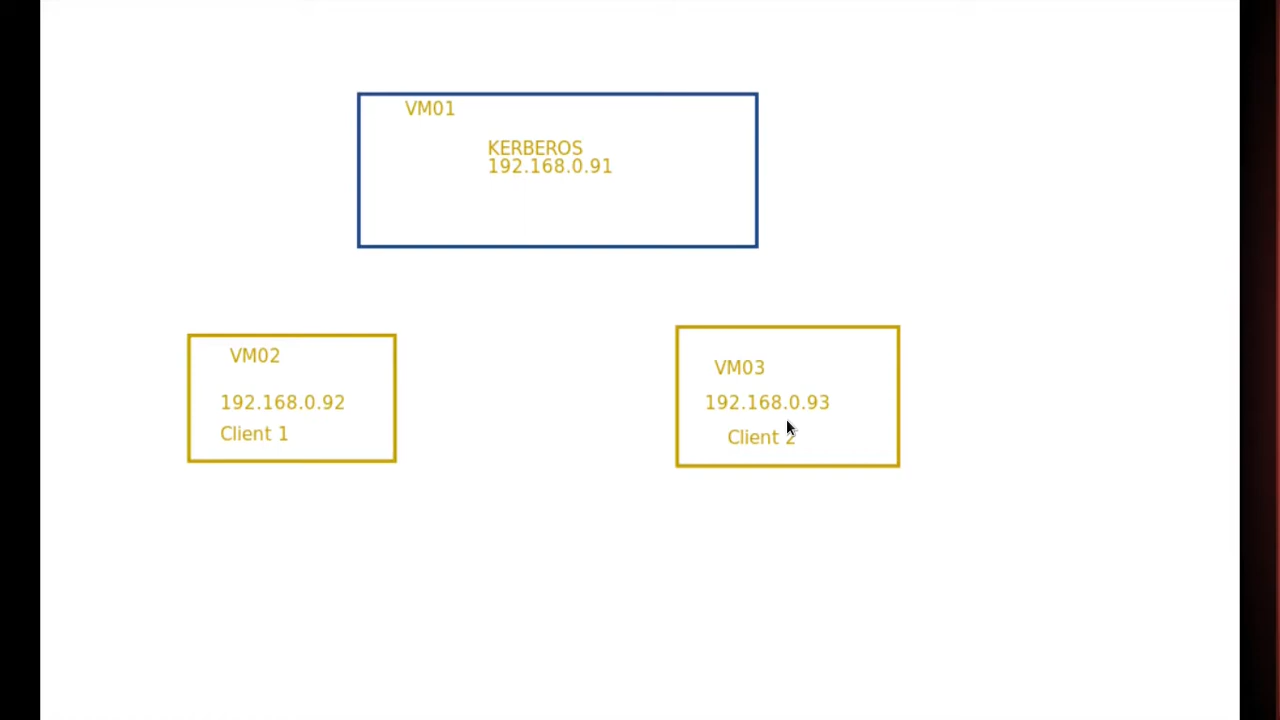 VM01
KERBEROS
192.168.0.91
VM02
192.168.0.92
Client 1
VM03
192.168.0.93
Client 2